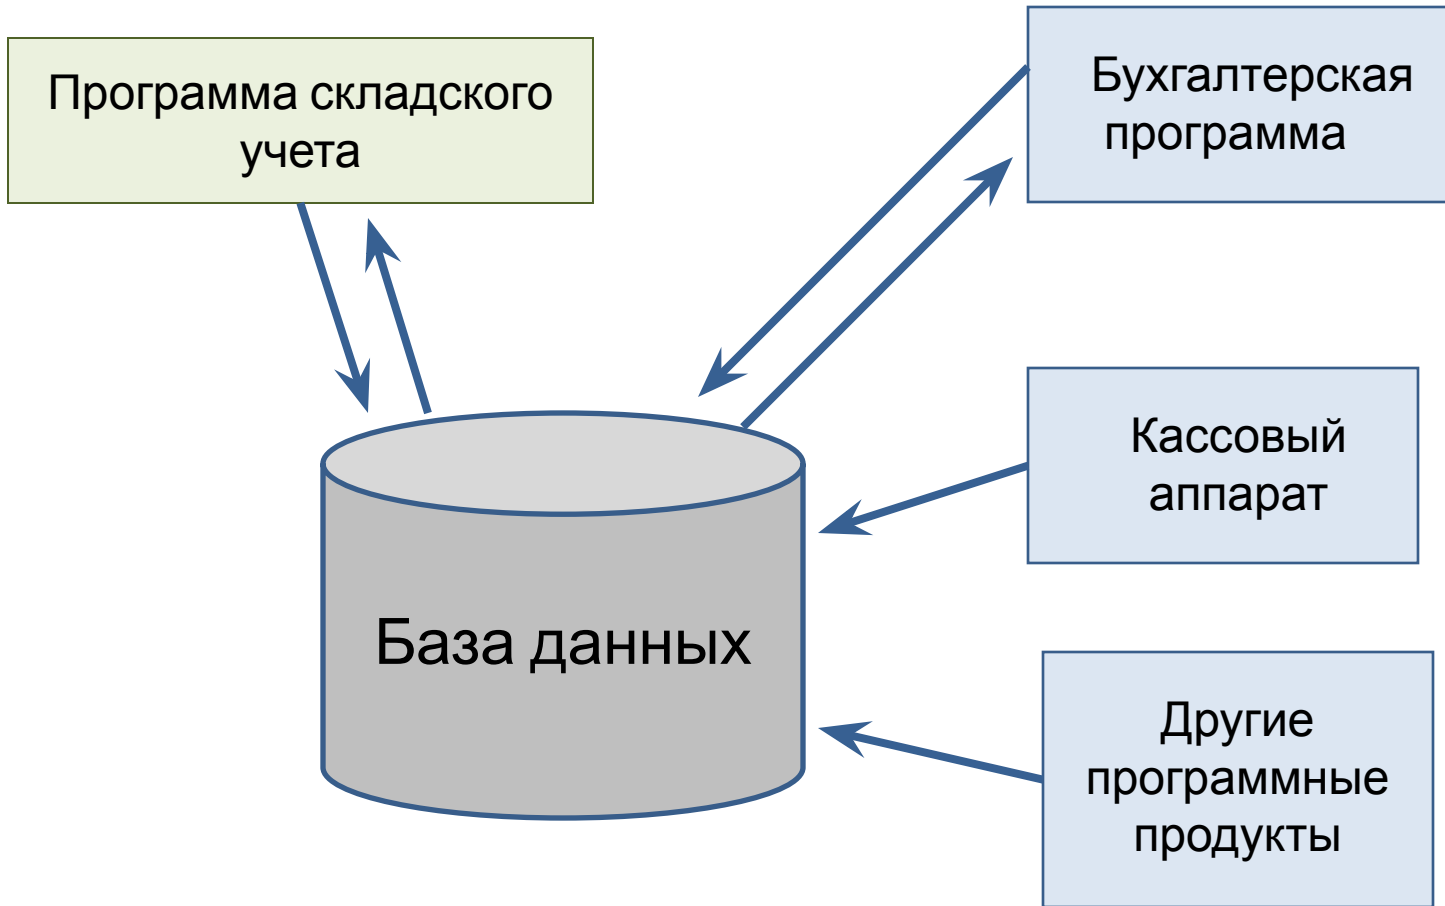 Программа складского
учета
Бухгалтерская
программа
Кассовый
аппарат
База данных
Другие
программные
продукты